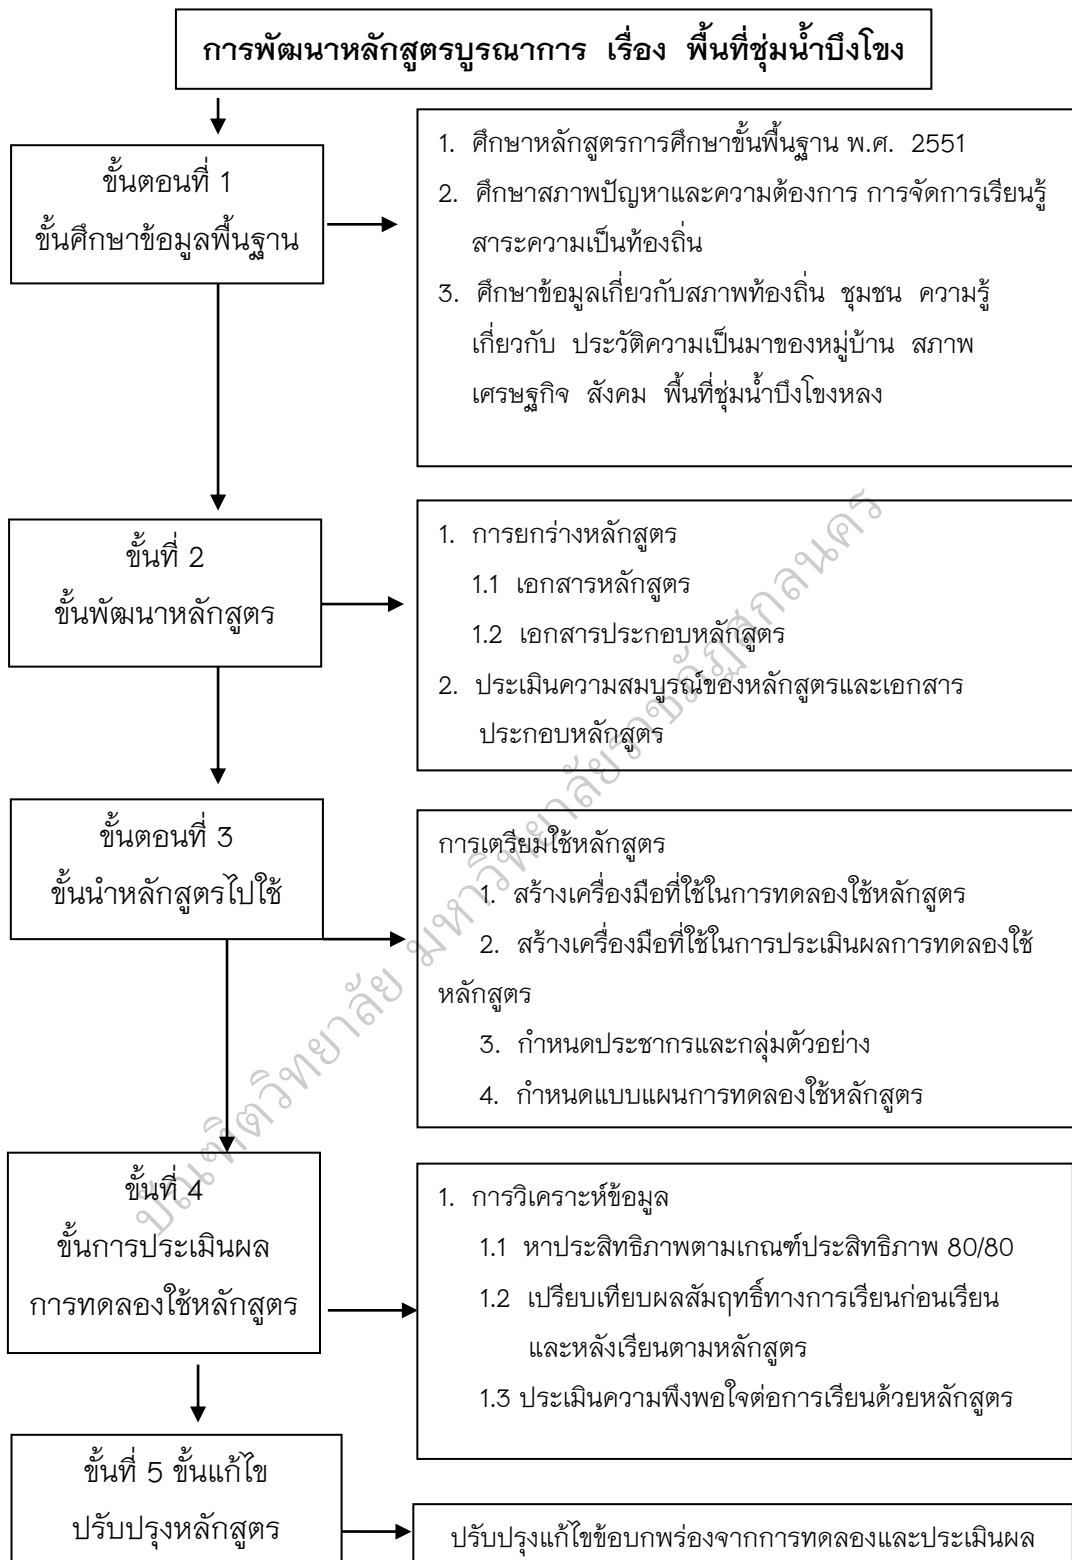 การพัฒนาหลักสูตรบูรณาการ เรื่อง พื้นที่ชุ่มน้ำบึงโขง
ขั้นตอนที่ 1
ขั้นศึกษาข้อมูลพื้นฐาน
1. ศึกษาหลักสูตรการศึกษาขั้นพื้นฐาน พ.ศ. 2551
2. ศึกษาสภาพปัญหาและความต้องการ การจัดการเรียนรู้
สาระความเป็นท้องถิ่น
3. ศึกษาข้อมูลเกี่ยวกับสภาพท้องถิ่น ชุมชน ความรู้
เกี่ยวกับ ประวัติความเป็นมาของหมู่บ้าน สภาพ
เศรษฐกิจ สังคม พื้นที่ชุ่มน้ำบึงโขงหลง
ขั้นที่ 2
ขั้นพัฒนาหลักสูตร
1. การยกร่างหลักสูตร
1.1 เอกสารหลักสูตร
1.2 เอกสารประกอบหลักสูตร
2. ประเมินความสมบูรณ์ของหลักสูตรและเอกสาร
ประกอบหลักสูตร
ขั้นตอนที่ 3
ขั้นนำหลักสูตรไปใช้
การเตรียมใช้หลักสูตร
1. สร้างเครื่องมือที่ใช้ในการทดลองใช้หลักสูตร
2. สร้างเครื่องมือที่ใช้ในการประเมินผลการทดลองใช้
หลักสูตร
3. กำหนดประชากรและกลุ่มตัวอย่าง
4. กำหนดแบบแผนการทดลองใช้หลักสูตร
ขั้นที่ 4
ขั้นการประเมินผล
การทดลองใช้หลักสูตร
1. การวิเคราะห์ข้อมูล
1.1 หาประสิทธิภาพตามเกณฑ์ประสิทธิภาพ 80/80
1.2 เปรียบเทียบผลสัมฤทธิ์ทางการเรียนก่อนเรียน
และหลังเรียนตามหลักสูตร
1.3 ประเมินความพึงพอใจต่อการเรียนด้วยหลักสูตร
ขั้นที่ 5 ขั้นแก้ไข
ปรับปรุงหลักสูตร
ปรับปรุงแก้ไขข้อบกพร่องจากการทดลองและประเมินผล
บัณฑิตวิทยาลัย มหาวิทยาลัยราชภัฏสกลนคร